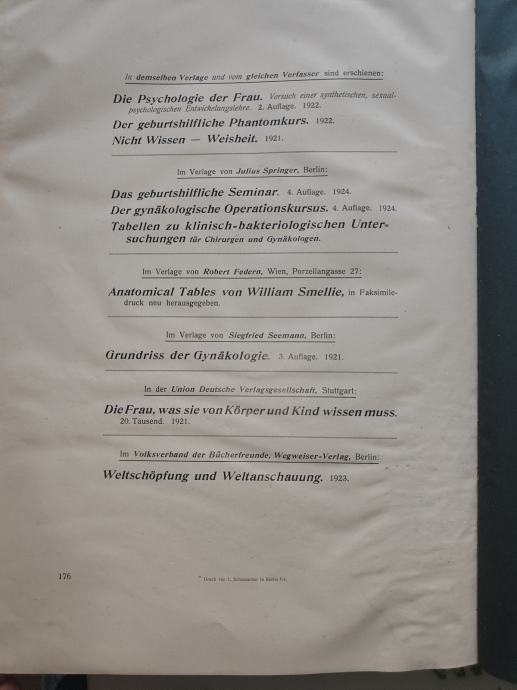 In demselben Verlage und vom gleichen Verfasser sind erschienen:
Die Psychologie der Frau. Versuch einer synthetischen, sexual-
psychologischen Entwickelungslehre. 2. Auflage. 1922.
Der geburtshilfliche Phantomkurs. 1922.
Nicht Wissen — Weisheit. 1921.
Im Verlage von Julius Springer, Berlin:
Das geburtshilfliche Seminar. 4. Auflage. 1924.
Der gynäkologische Operationskursus. 4. Auflage. 1924.
Tabellen zu klinisch-bakteriologischen Unter-
suchungen für Chirurgen und Gynäkologen.
Im Verlage von Robert Federn, Wien, Porzellangasse 27:
Anatomical Tables von William Smellie, in Faksimile-
druck neu herausgegeben.
Im Verlage von Siegfried Seemann, Berlin:
Grundriss der Gynäkologie. 3. Auflage. 1921.
In der Union Deutsche Verlagsgesellschaft, Stuttgart:
Die Frau, was sie von Körper und Kind wissen muss.
20. Tausend. 1921.
Im Volksverband der Bücherfreunde, Wegweiser-Verlag, Berlin:
Weltschöpfung und Weltanschauung. 1923.
176
Druck von L. Schumacher in Berlin